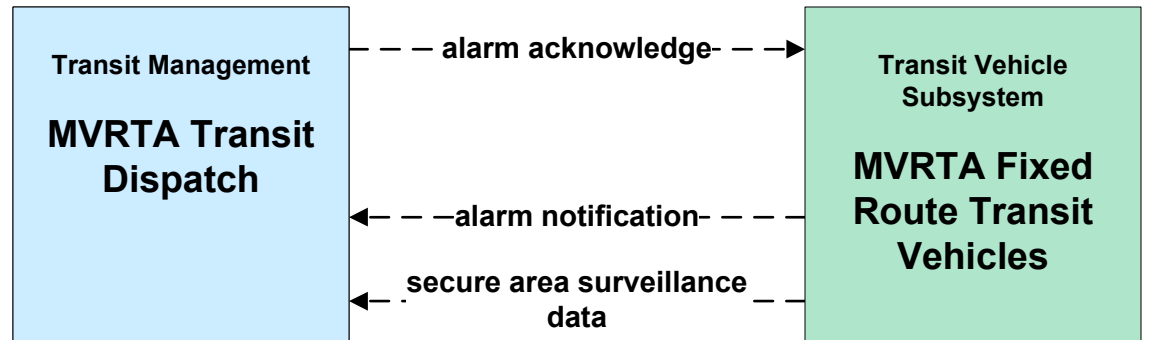 Transit Management
MVRTA Transit
Dispatch
alarm acknowledge
alarm notification
secure area surveillance
data
Transit Vehicle
Subsystem
MVRTA Fixed
Route Transit
Vehicles